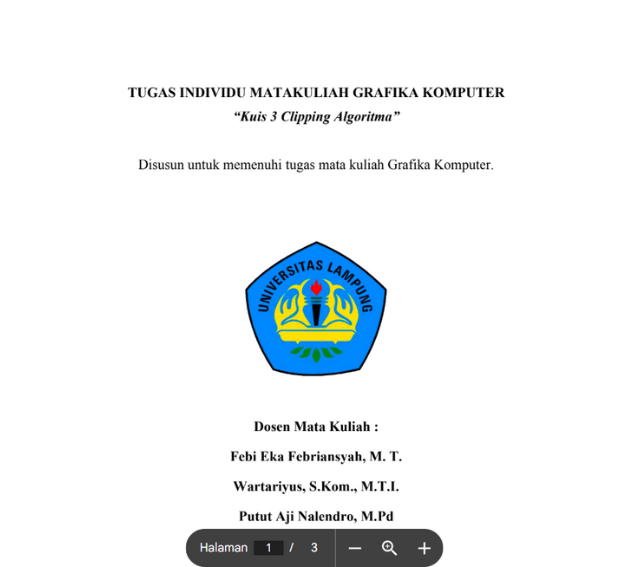 TUGAS INDIVIDU MATAKULIAH GRAFIKA KOMPUTER
“Kuis 3 Clipping Algoritma”
Disusun untuk memenuhi tugas mata kuliah Grafika Komputer.
UNIVERSITAS LAMPUNG
Dosen Mata Kuliah :
Febi Eka Febriansyah, M. T.
Wartariyus, S.Kom., M.T.I.
Putut Aji Nalendro, M.Pd
Halaman 1 / 3